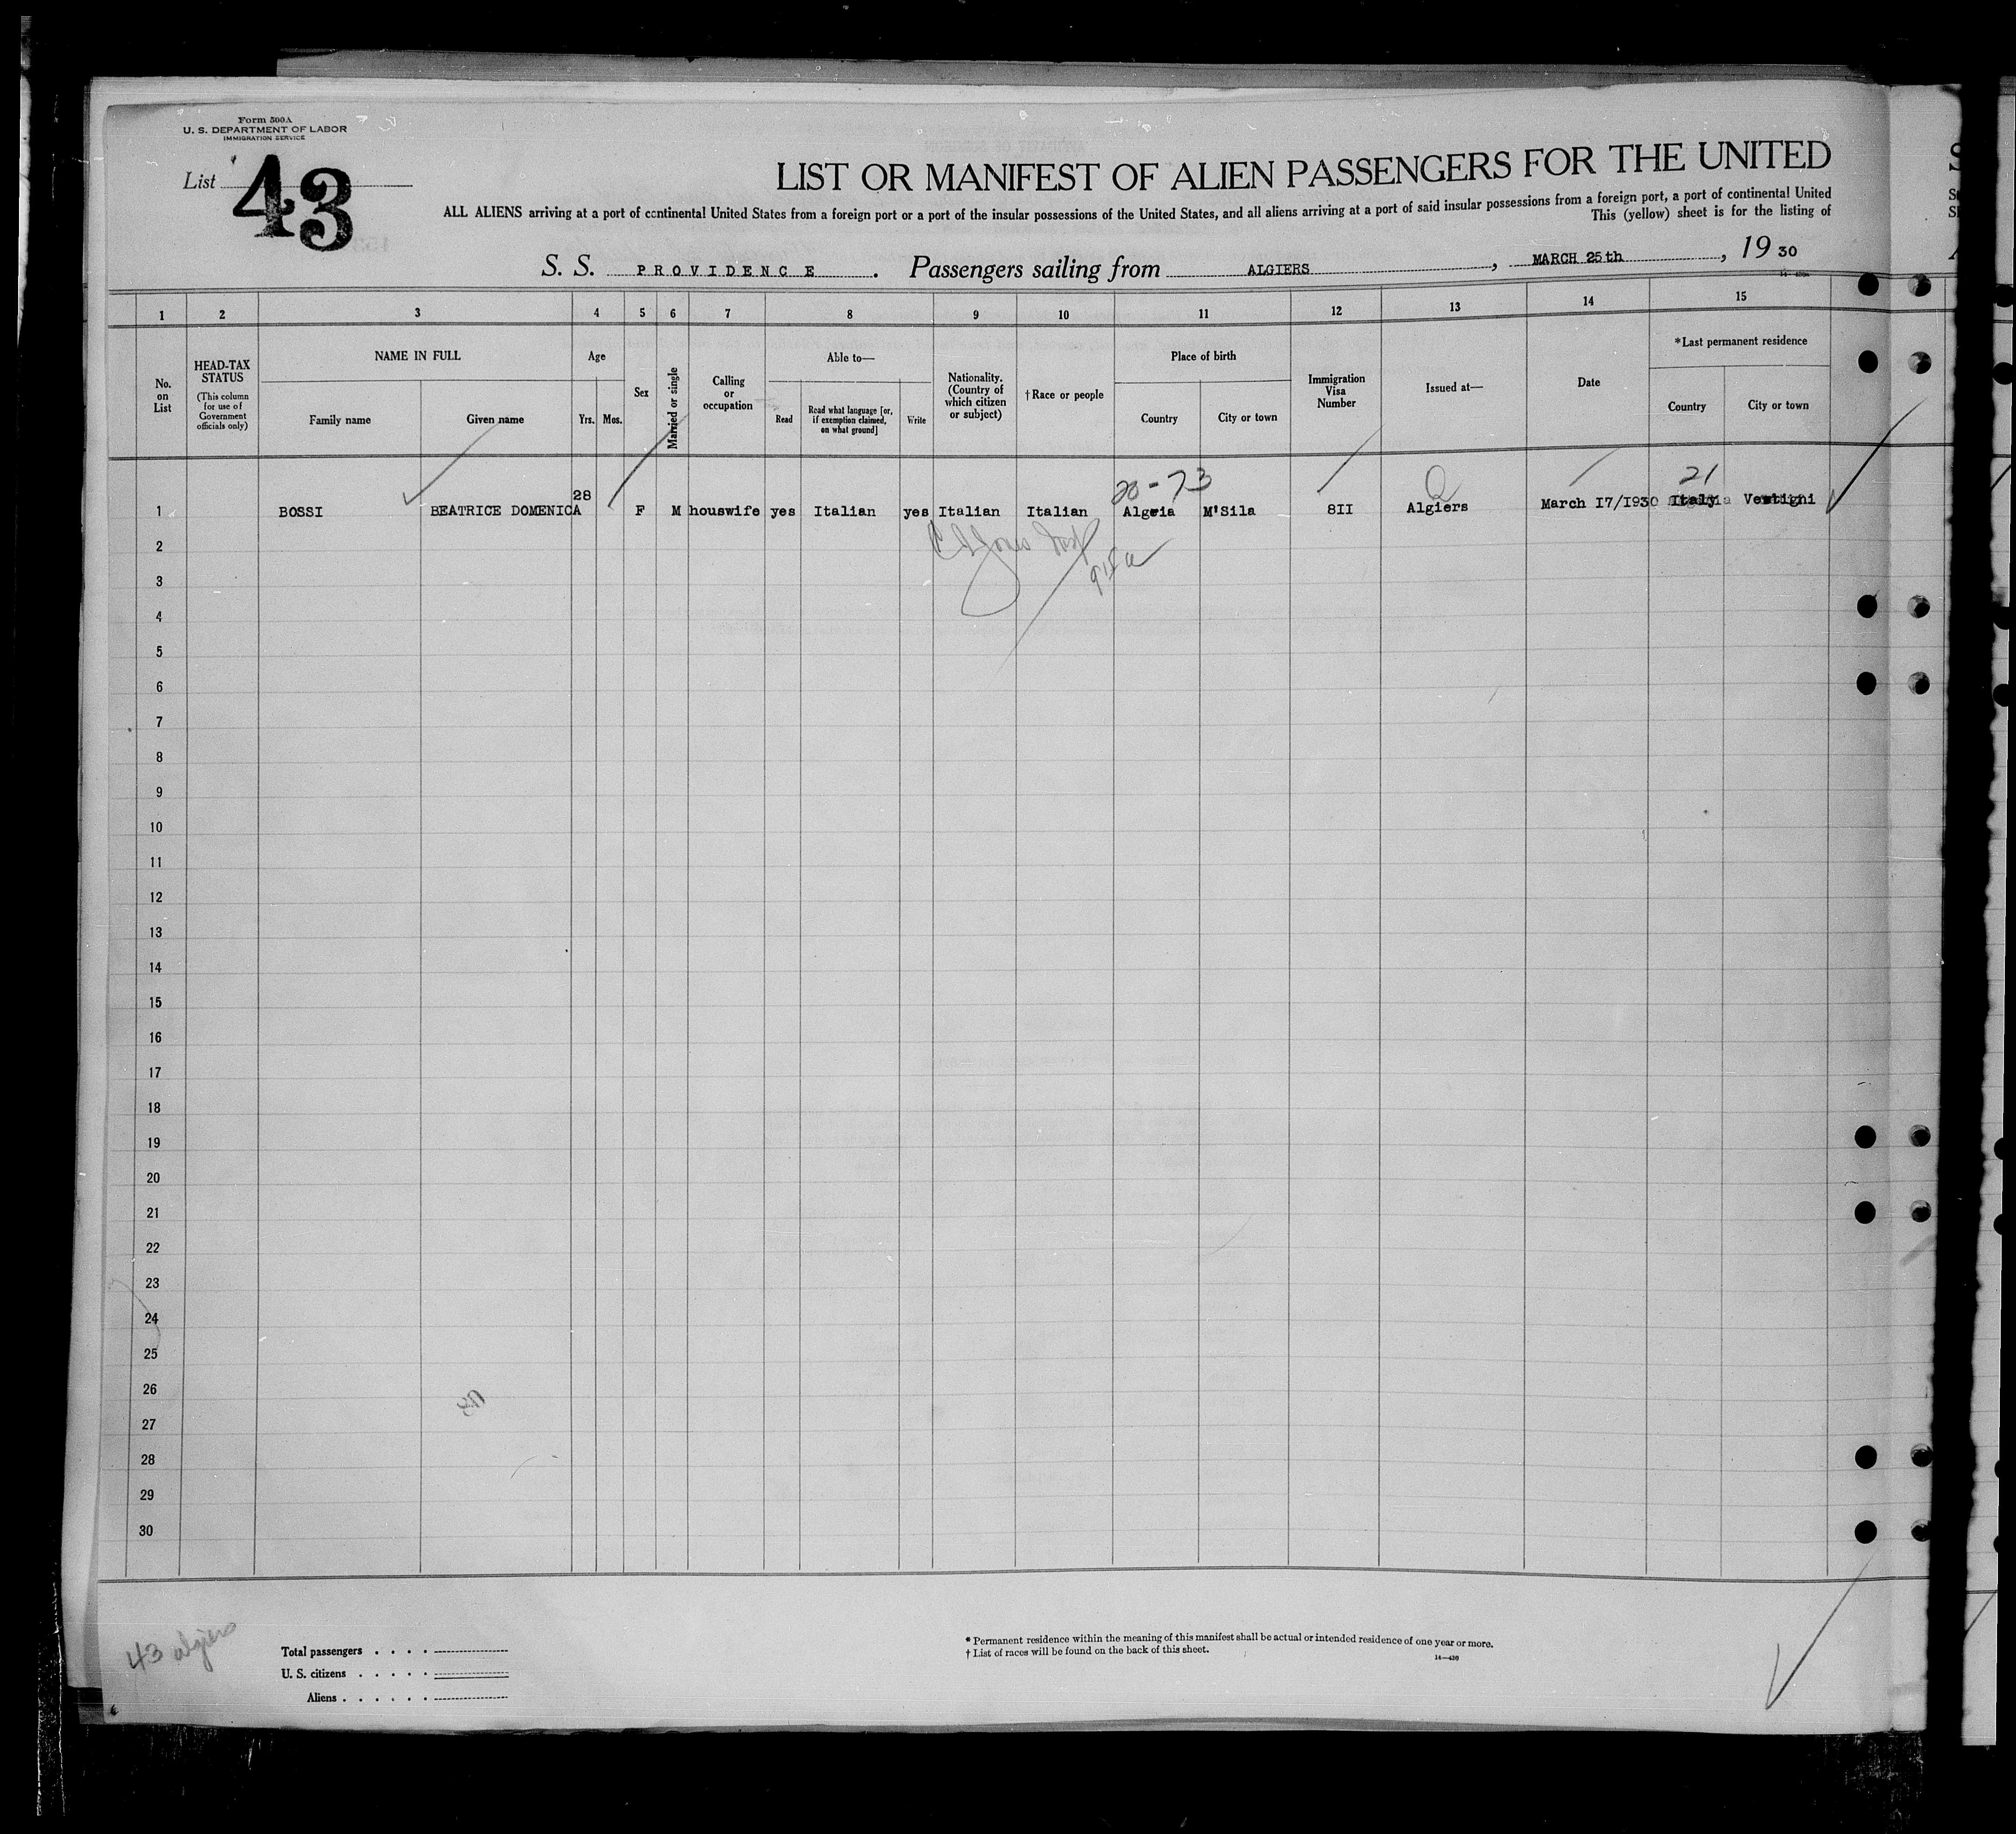 Form 500A
U. S. DEPARTMENT OF LABOR
IMMIGRATION SERVICE
List 43
LIST OR MANIFEST OF ALIEN PASSENGERS FOR THE UNITED
ALL ALIENS arriving at a port of continental United States from a foreign port or a port of the insular possessions of the United States, and all aliens arriving at a port of said insular possessions from a foreign port, a port of continental United
This (yellow) sheet is for the listing of
S. S. PROVIDENCE. Passengers sailing from ALGIERS, MARCH 25th, 19 30
1 2 3 4 5 6 7 8 9 10 11 12 13 14 15
No. on List
HEAD-TAX STATUS (This column for use of Government officials only)
NAME IN FULL
Family name Given name
Age
Yrs. Mos.
Sex
Married or single
Calling or occupation
Able to—
Read Read what language [or, if exemption claimed, on what ground] Write
Nationality. (Country of which citizen or subject)
†Race or people
Place of birth
Country City or town
Immigration Visa Number
Issued at—
Date
*Last permanent residence
Country City or town
20-73 21
1 BOSSI BEATRICE DOMENICA 28 F M houswife yes Italian yes Italian Italian Algeria M'Sila 8II Algiers March I7/1930 Italy
2
3
4
5
6
7
8
9
10
11
12
13
14
15
16
17
18
19
20
21
22
23
24
25
26
27
28
29
30
43 algiers
Total passengers . . . .
U. S. citizens . . . . .
Aliens . . . . . .
* Permanent residence within the meaning of this manifest shall be actual or intended residence of one year or more.
† List of races will be found on the back of this sheet.
14—430